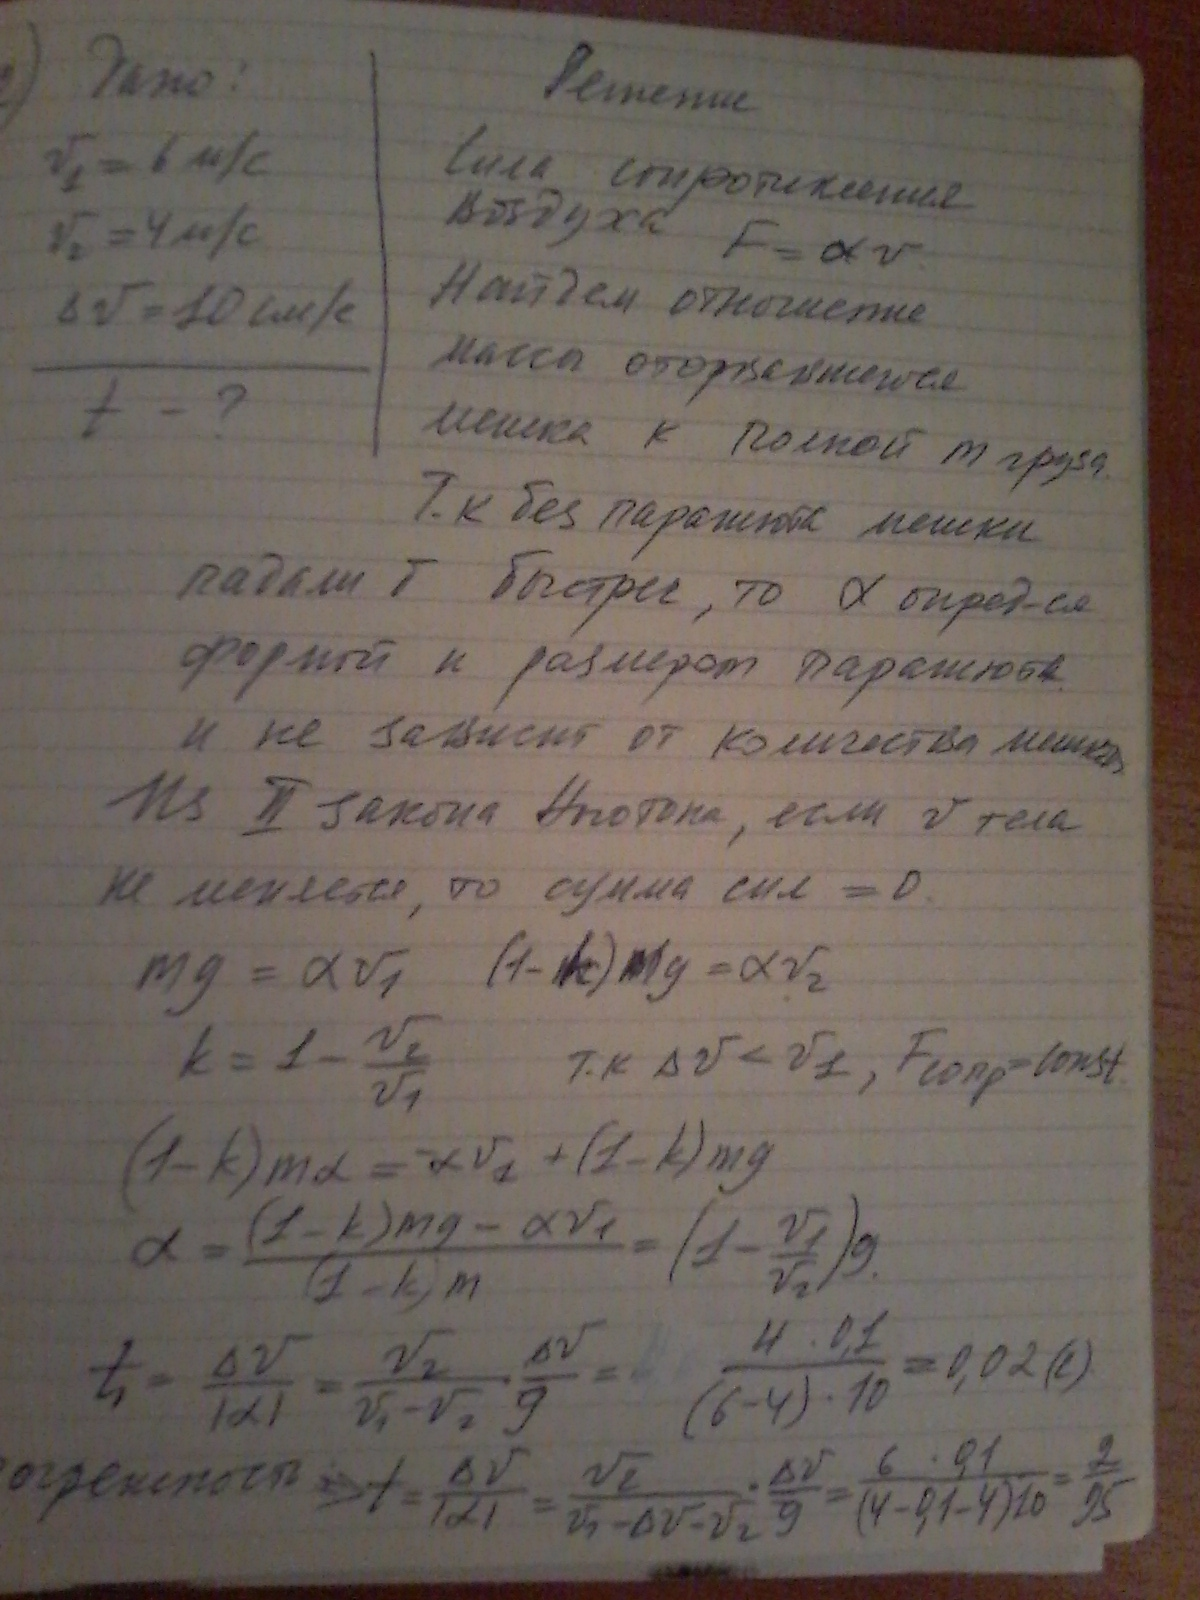 2) Дано:
Решение
v₁ = 6 м/с
v₂ = 4 м/с
Δv = 10 см/с
t - ?
Сила сопротивления
воздуха F = αv
Найдем отношение
массы оторвавшегося
мешка к полной m груза.
Т.к без парашюта мешки
падали б быстрее, то α опред-ся
формой и размером парашюта
и не зависит от количества мешков
Из II закона Ньютона, если v тела
не меняется, то сумма сил = 0.
mg = αv₁ (1-k)mg = αv₂
k = 1 - v₂/v₁ т.к Δv < v₁, Fсопр = const.
(1-k)mα = -αv₁ + (1-k)mg
α = ((1-k)mg - αv₁)/((1-k)m) = (1 - v₁/v₂)g.
t₁ = Δv/|α| = v₂/(v₁-v₂) · Δv/g = (4 · 0,1)/((6-4) · 10) = 0,02 (с)
огрешность => t = Δv/|α| = v₂/(v₁-Δv-v₂) · Δv/g = (6 · 0,1)/((4-0,1-4)10) = 2/95